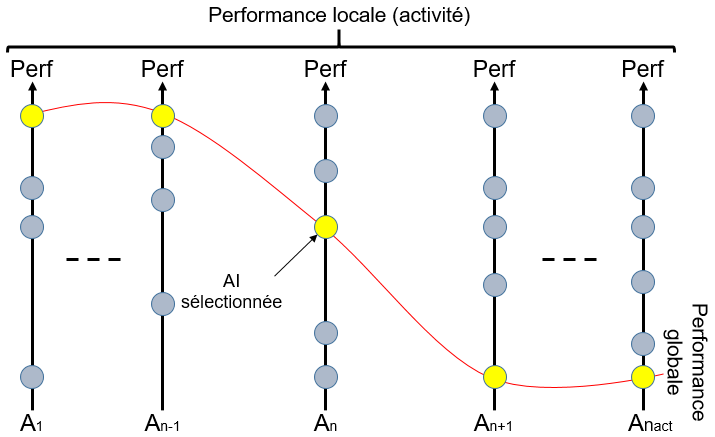 Performance locale (activité)
Perf Perf Perf Perf Perf
AI
sélectionnée
Performance
globale
A1 An-1 An An+1 Anact